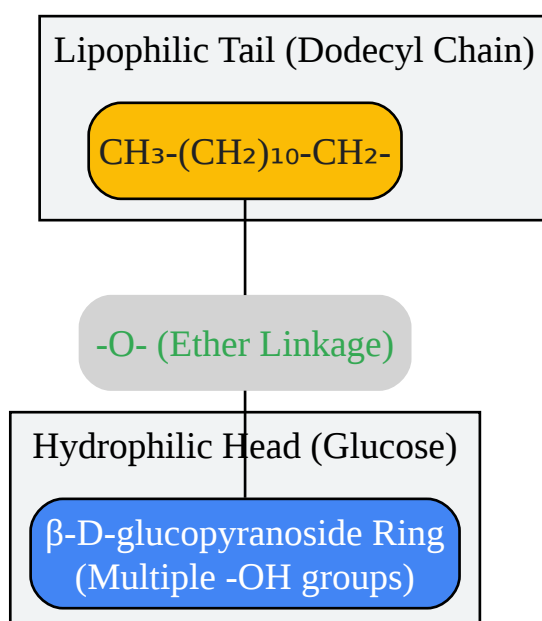 Lipophilic Tail (Dodecyl Chain)
CH₃-(CH₂)₁₀-CH₂-
-O- (Ether Linkage)
Hydrophilic Head (Glucose)
β-D-glucopyranoside Ring
(Multiple -OH groups)